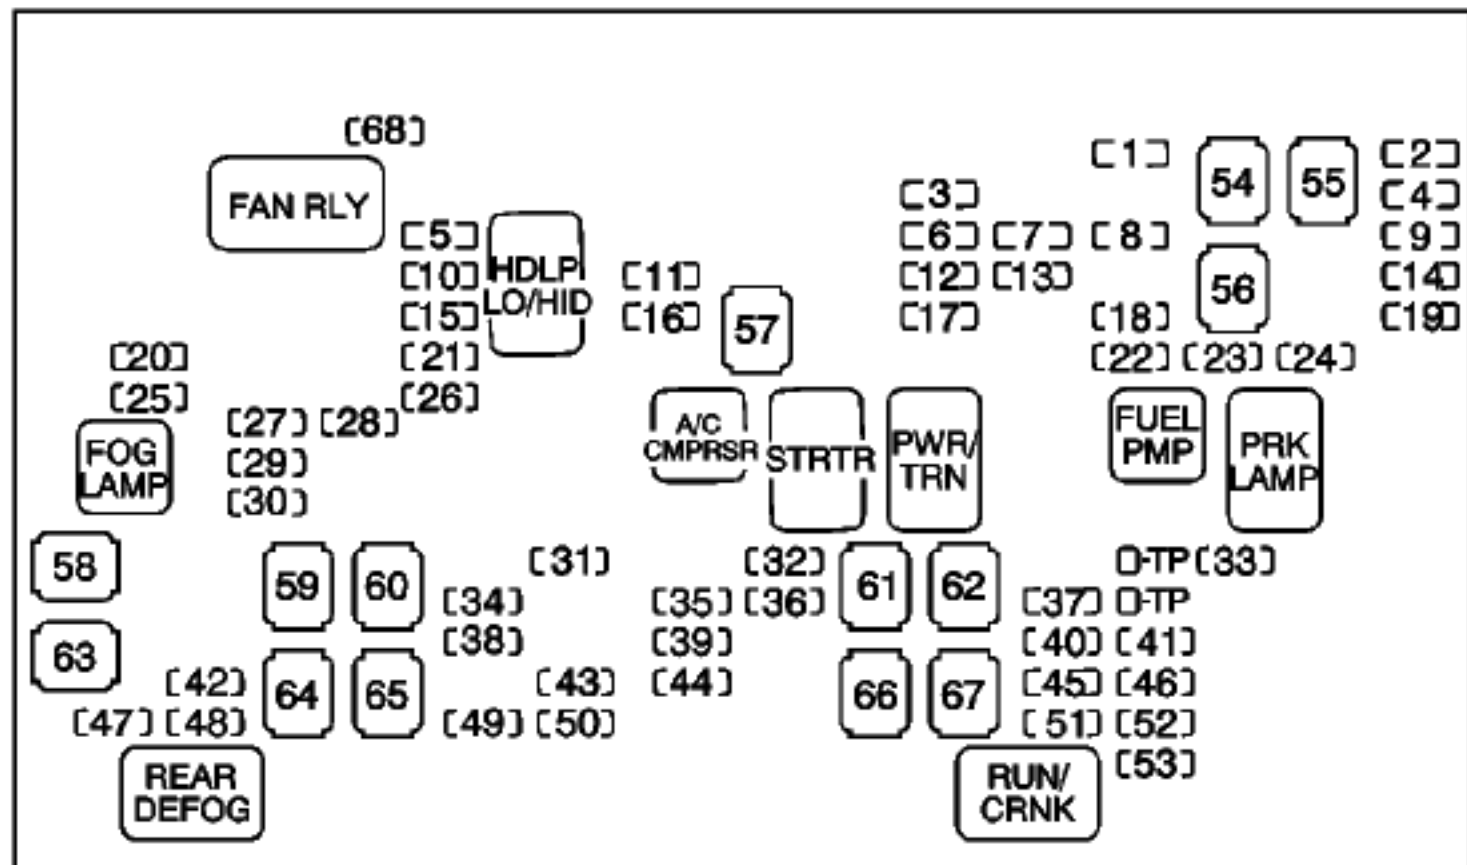 [68]
[1] 54 55 [2]
FAN RLY [3] [4]
[5] [6] [7] [8] [9]
HDLP
LO/HID
[10] [11] [12] [13] 56 [14]
[15] [16] 57 [17] [18] [19]
[20] [21] [22] [23] [24]
[25] [26]
[27] [28]
FOG
LAMP
[29]
[30]
A/C
CMPRSR
STRTR
PWR/
TRN
FUEL
PMP
PRK
LAMP
58 59 60 [31] [32] 61 62 TP [33]
[34] [35] [36] [37] TP
63 [38] [39] [40] [41]
[42] 64 65 [43] [44] 66 67 [45] [46]
[47] [48] [49] [50] [51] [52]
[53]
REAR
DEFOG
RUN/
CRNK